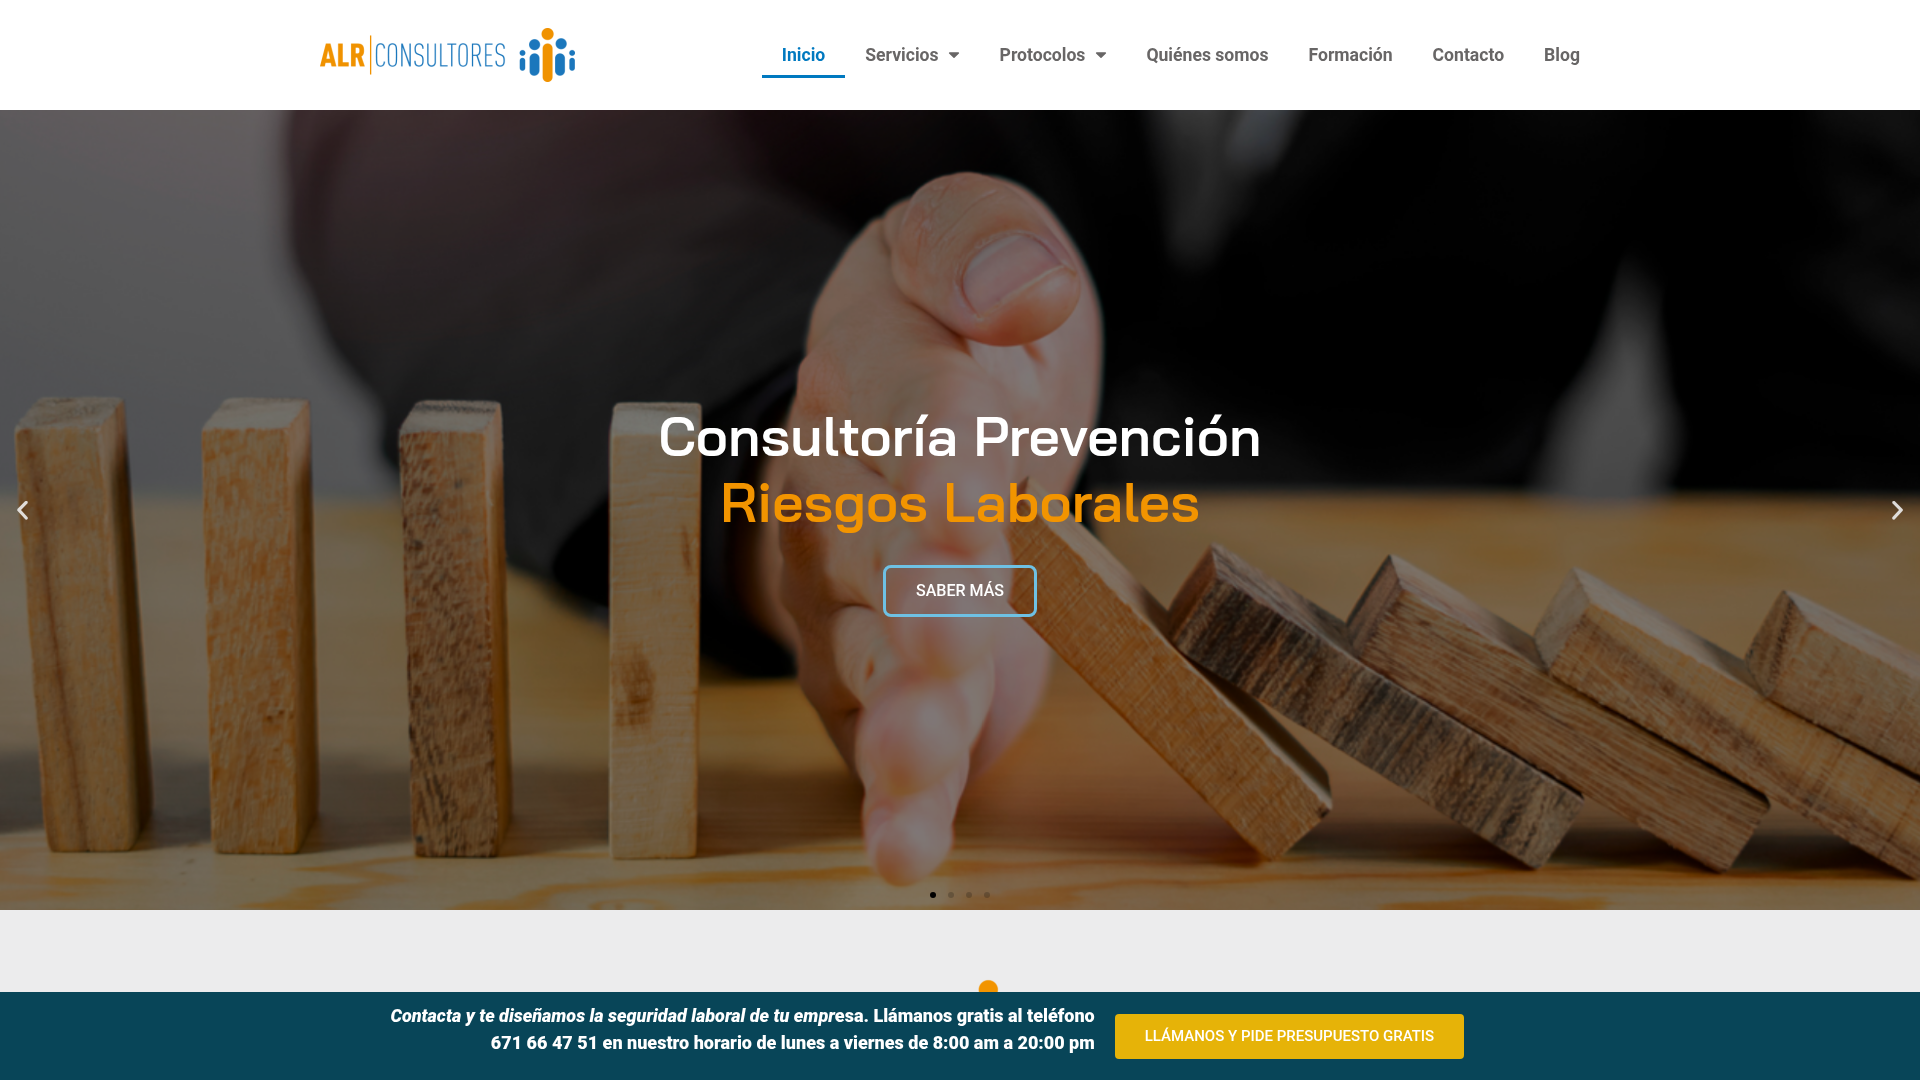 ALR CONSULTORES
Inicio
Servicios
Protocolos
Quiénes somos
Formación
Contacto
Blog
Consultoría Prevención
Riesgos Laborales
SABER MÁS
Contacta y te diseñamos la seguridad laboral de tu empresa. Llámanos gratis al teléfono
671 66 47 51 en nuestro horario de lunes a viernes de 8:00 am a 20:00 pm
LLÁMANOS Y PIDE PRESUPUESTO GRATIS